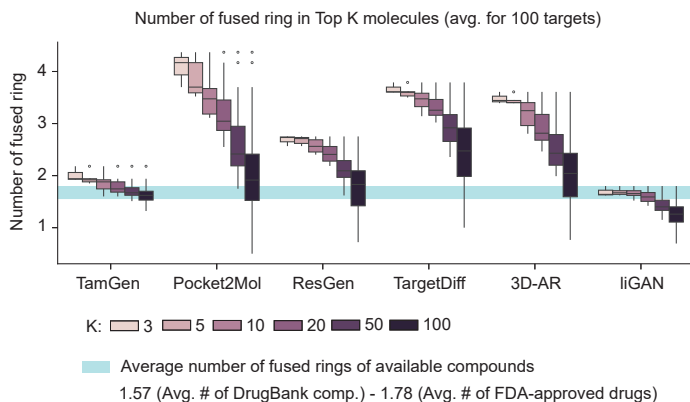 Number of fused ring in Top K molecules (avg. for 100 targets)
Number of fused ring
4
3
2
1
TamGen Pocket2Mol ResGen TargetDiff 3D-AR liGAN
K: 3 5 10 20 50 100
Average number of fused rings of available compounds
1.57 (Avg. # of DrugBank comp.) - 1.78 (Avg. # of FDA-approved drugs)